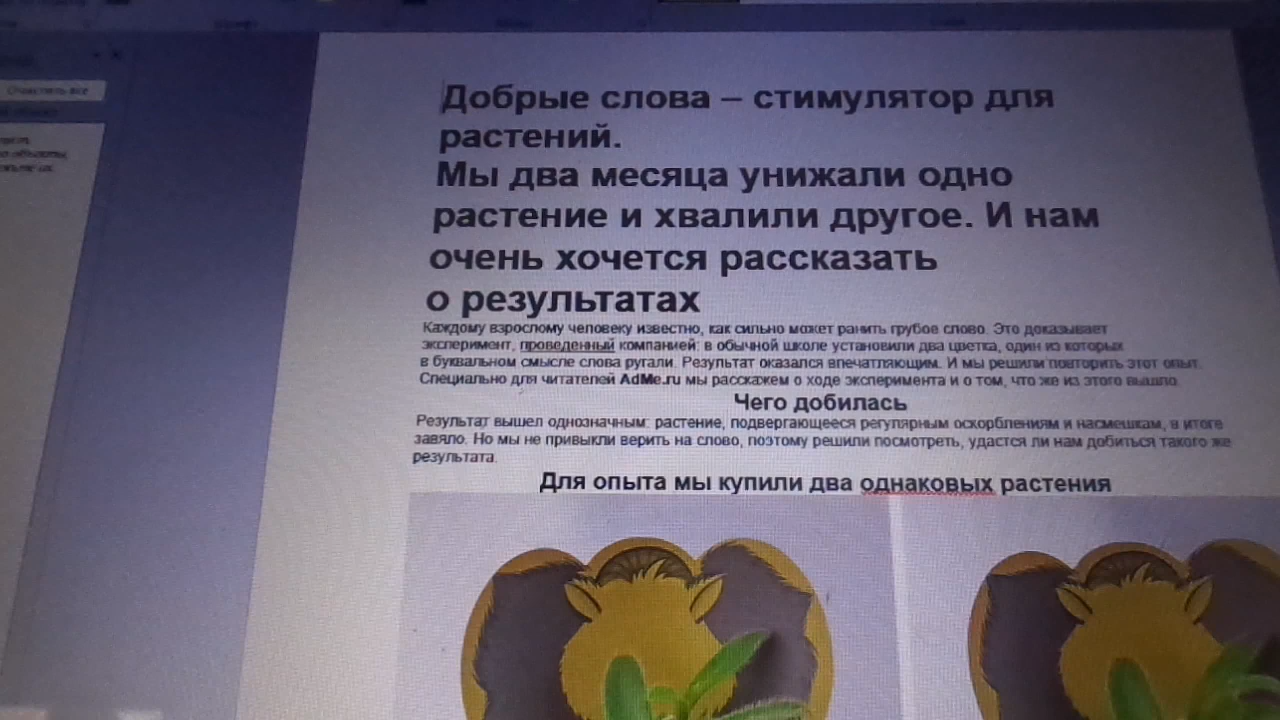 Очистить все
Добрые слова – стимулятор для
растений.
Мы два месяца унижали одно
растение и хвалили другое. И нам
очень хочется рассказать
о результатах
Каждому взрослому человеку известно, как сильно может ранить грубое слово. Это доказывает
эксперимент, проведенный компанией: в обычной школе установили два цветка, один из которых
в буквальном смысле слова ругали. Результат оказался впечатляющим. И мы решили повторить этот опыт.
Специально для читателей AdMe.ru мы расскажем о ходе эксперимента и о том, что же из этого вышло.
Чего добилась
Результат вышел однозначным: растение, подвергающееся регулярным оскорблениям и насмешкам, в итоге
завяло. Но мы не привыкли верить на слово, поэтому решили посмотреть, удастся ли нам добиться такого же
результата.
Для опыта мы купили два однаковых растения